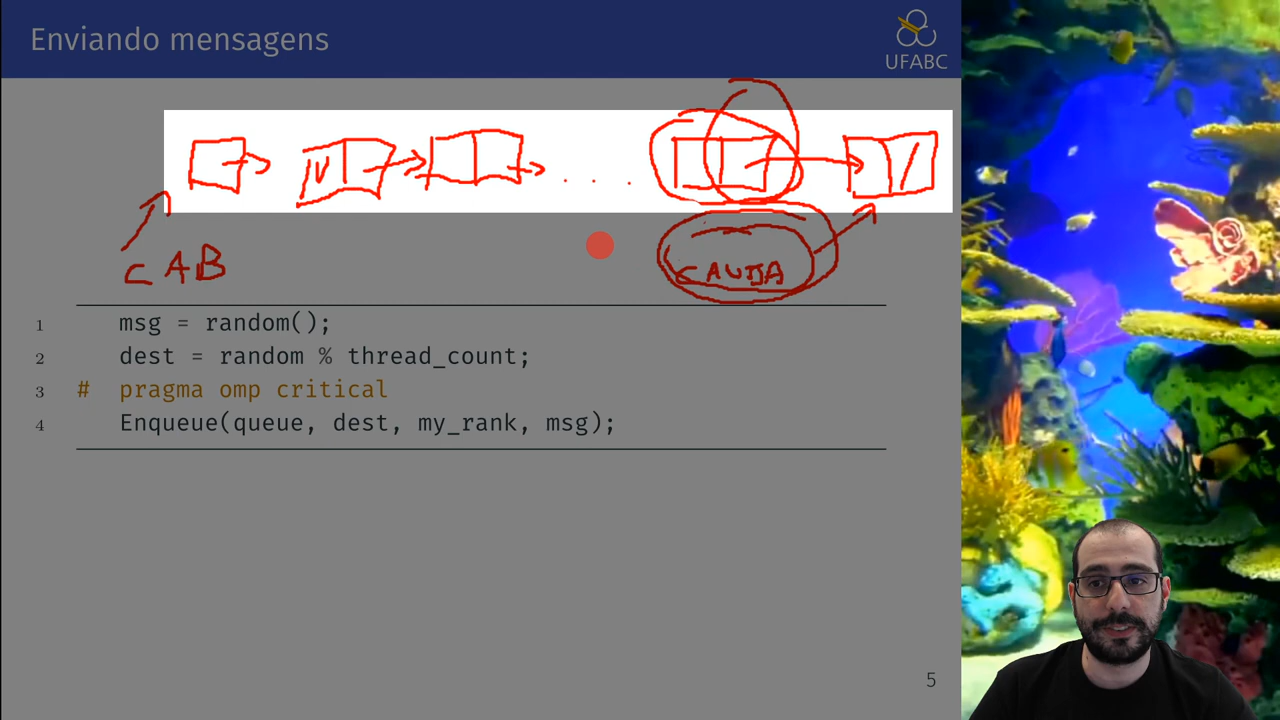 Enviando mensagens
UFABC
CAB
CAUDA
1 msg = random();
2 dest = random % thread_count;
3 # pragma omp critical
4 Enqueue(queue, dest, my_rank, msg);
5